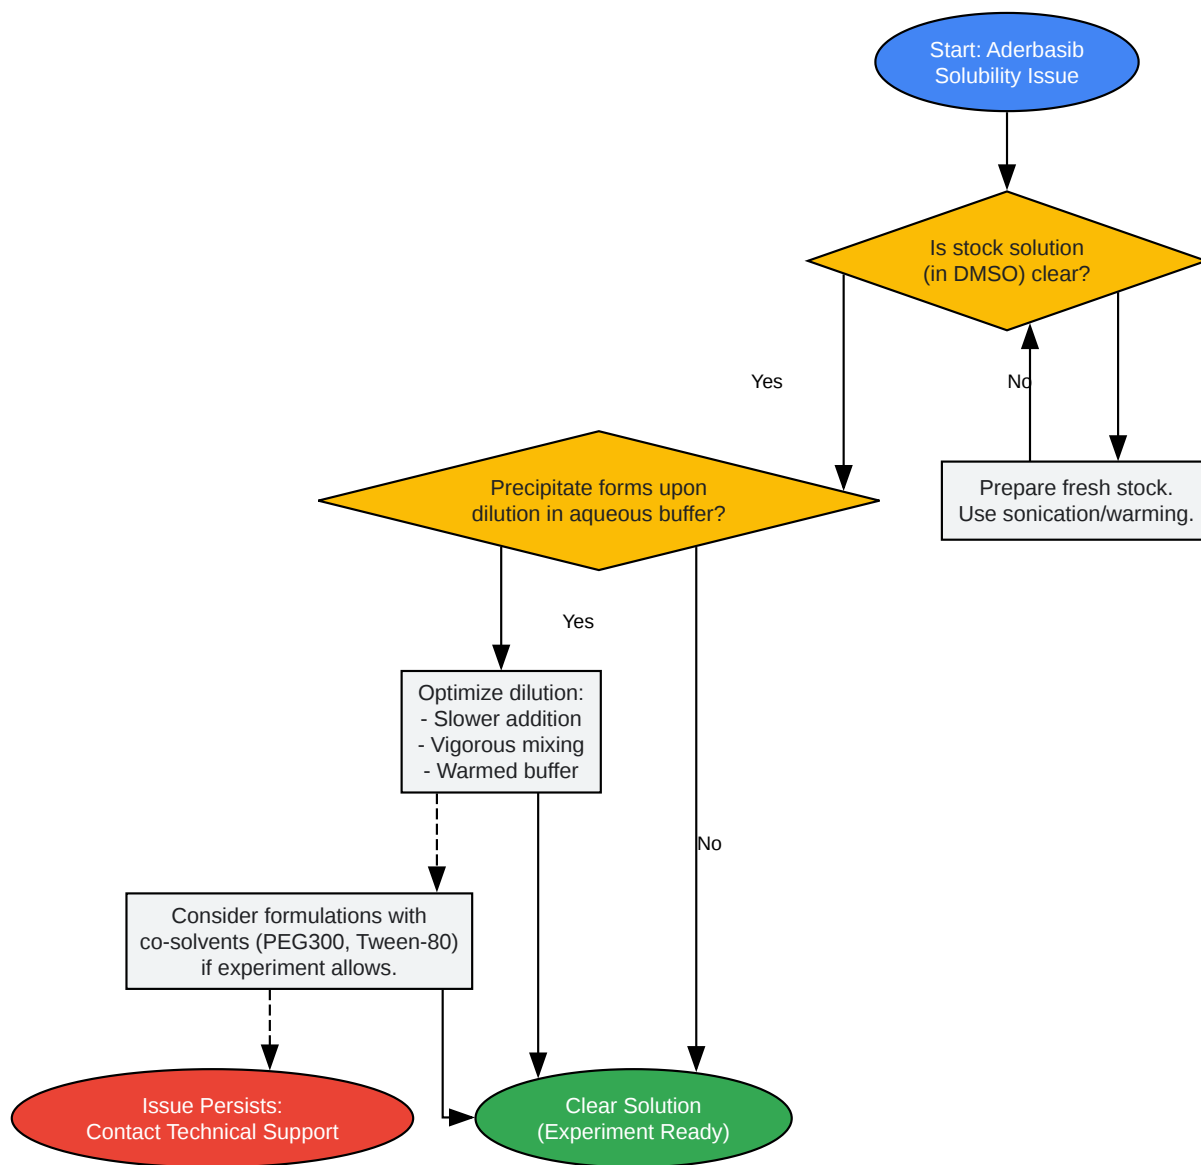 Start: Aderbasib
Solubility Issue
Is stock solution
(in DMSO) clear?
Yes
No
Precipitate forms upon
dilution in aqueous buffer?
Prepare fresh stock.
Use sonication/warming.
Yes
Optimize dilution:
- Slower addition
- Vigorous mixing
- Warmed buffer
No
Consider formulations with
co-solvents (PEG300, Tween-80)
if experiment allows.
Issue Persists:
Contact Technical Support
Clear Solution
(Experiment Ready)